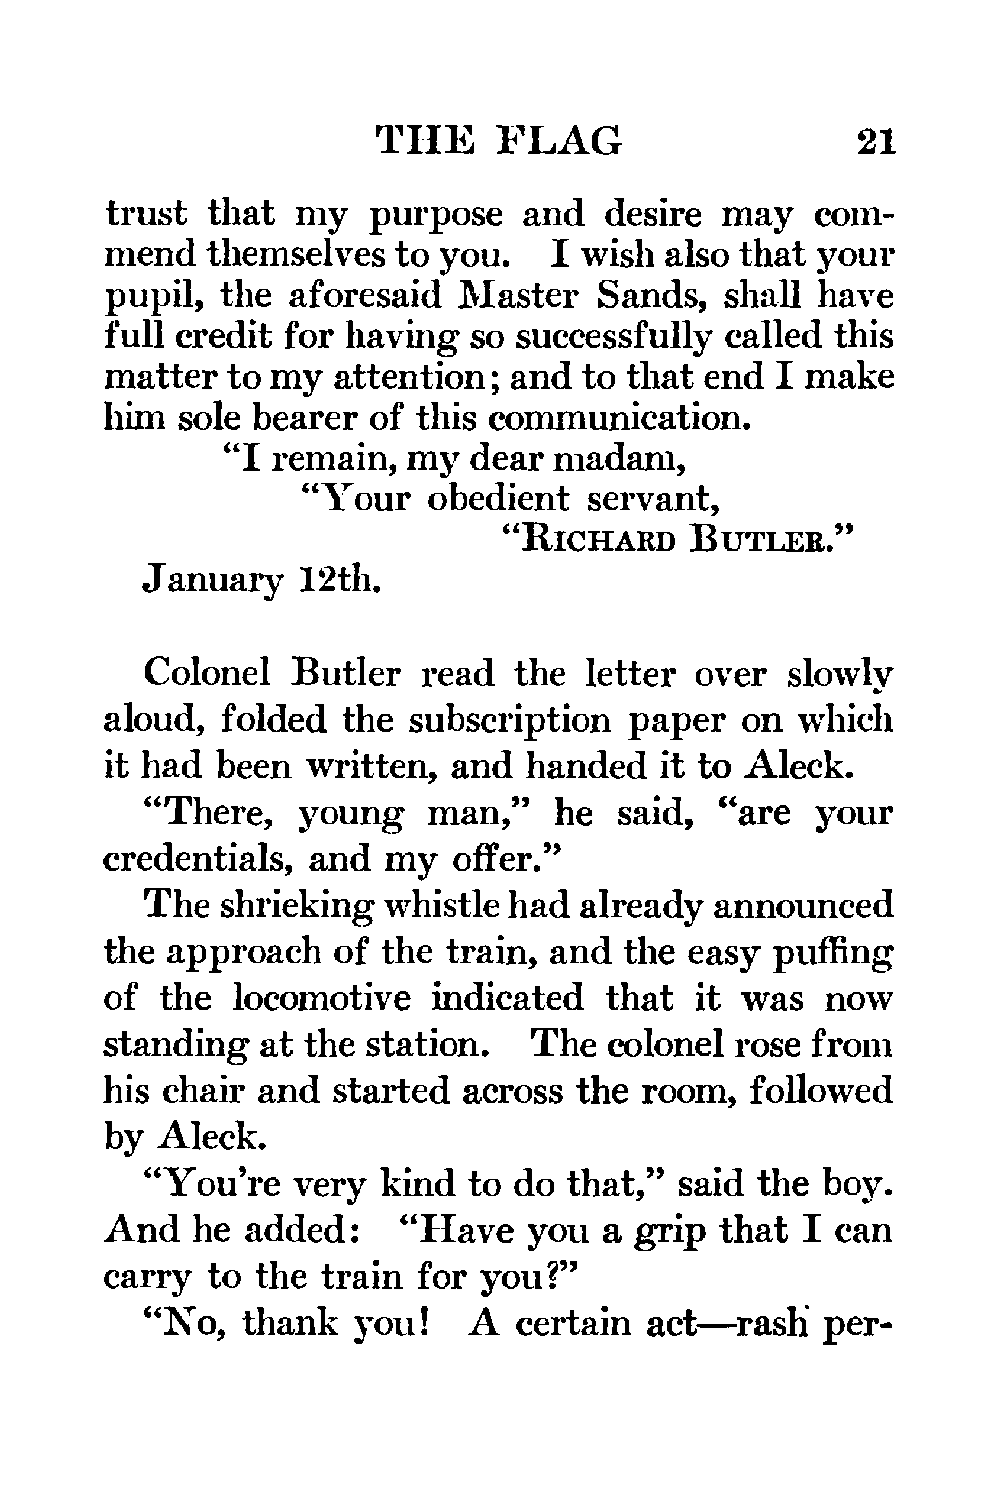 THE FLAG 21
trust that my purpose and desire may com-
mend themselves to you. I wish also that your
pupil, the aforesaid Master Sands, shall have
full credit for having so successfully called this
matter to my attention; and to that end I make
him sole bearer of this communication.
“I remain, my dear madam,
“Your obedient servant,
“RICHARD BUTLER.”
January 12th.
Colonel Butler read the letter over slowly
aloud, folded the subscription paper on which
it had been written, and handed it to Aleck.
“There, young man,” he said, “are your
credentials, and my offer.”
The shrieking whistle had already announced
the approach of the train, and the easy puffing
of the locomotive indicated that it was now
standing at the station. The colonel rose from
his chair and started across the room, followed
by Aleck.
“You’re very kind to do that,” said the boy.
And he added: “Have you a grip that I can
carry to the train for you?”
“No, thank you! A certain act—rash per-